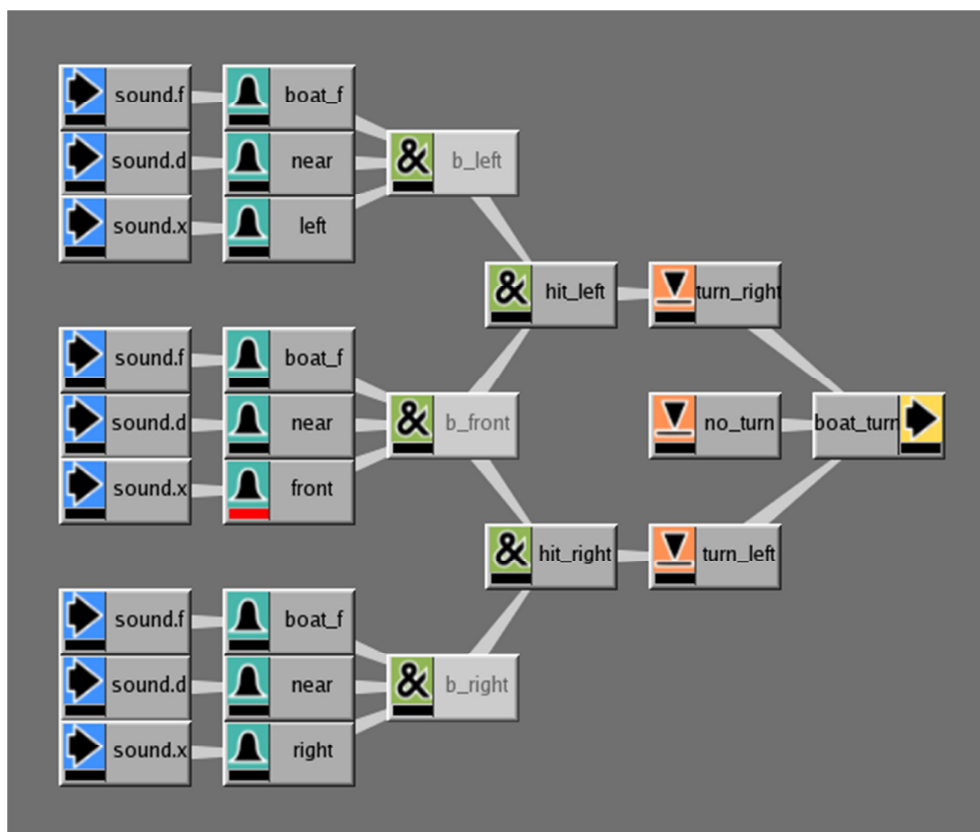 sound.f boat_f
sound.d near
sound.x left
& b_left
& hit_left turn_right
sound.f boat_f
sound.d near
sound.x front
& b_front
no_turn boat_turn
& hit_right turn_left
sound.f boat_f
sound.d near
sound.x right
& b_right